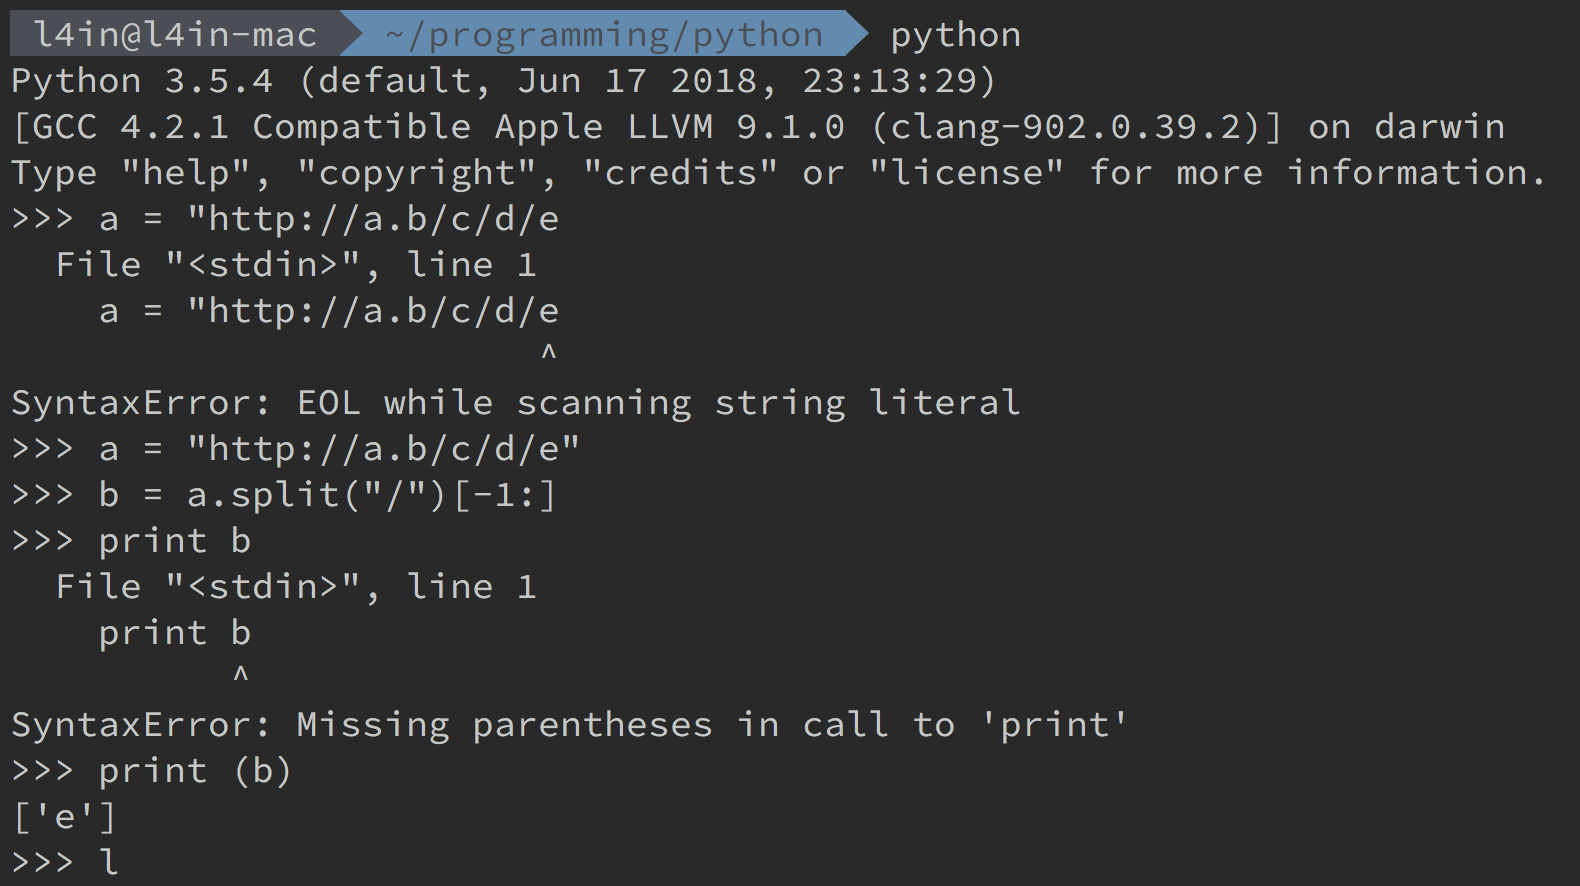 l4in@l4in-mac ~/programming/python python
Python 3.5.4 (default, Jun 17 2018, 23:13:29)
[GCC 4.2.1 Compatible Apple LLVM 9.1.0 (clang-902.0.39.2)] on darwin
Type "help", "copyright", "credits" or "license" for more information.
>>> a = "http://a.b/c/d/e
  File "<stdin>", line 1
    a = "http://a.b/c/d/e
                        ^
SyntaxError: EOL while scanning string literal
>>> a = "http://a.b/c/d/e"
>>> b = a.split("/")[-1:]
>>> print b
  File "<stdin>", line 1
    print b
          ^
SyntaxError: Missing parentheses in call to 'print'
>>> print (b)
['e']
>>> l